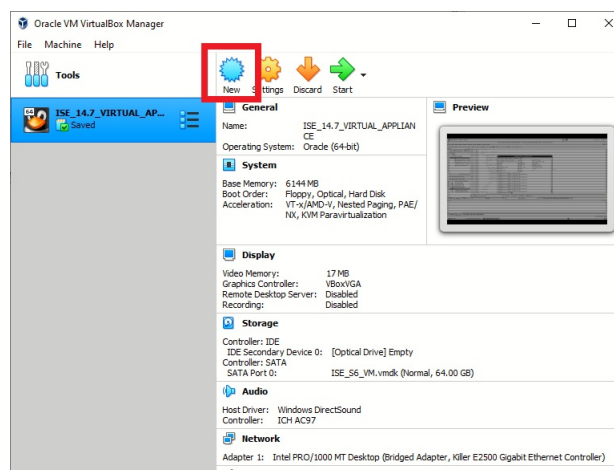 Oracle VM VirtualBox Manager
File Machine Help
Tools
New Settings Discard Start
64
ISE_14.7_VIRTUAL_AP...
Saved
General
Name: ISE_14.7_VIRTUAL_APPLIAN
CE
Operating System: Oracle (64-bit)
System
Base Memory: 6144 MB
Boot Order: Floppy, Optical, Hard Disk
Acceleration: VT-x/AMD-V, Nested Paging, PAE/
NX, KVM Paravirtualization
Preview
Display
Video Memory: 17 MB
Graphics Controller: VBoxVGA
Remote Desktop Server: Disabled
Recording: Disabled
Storage
Controller: IDE
IDE Secondary Device 0: [Optical Drive] Empty
Controller: SATA
SATA Port 0: ISE_S6_VM.vmdk (Normal, 64.00 GB)
Audio
Host Driver: Windows DirectSound
Controller: ICH AC97
Network
Adapter 1: Intel PRO/1000 MT Desktop (Bridged Adapter, Killer E2500 Gigabit Ethernet Controller)